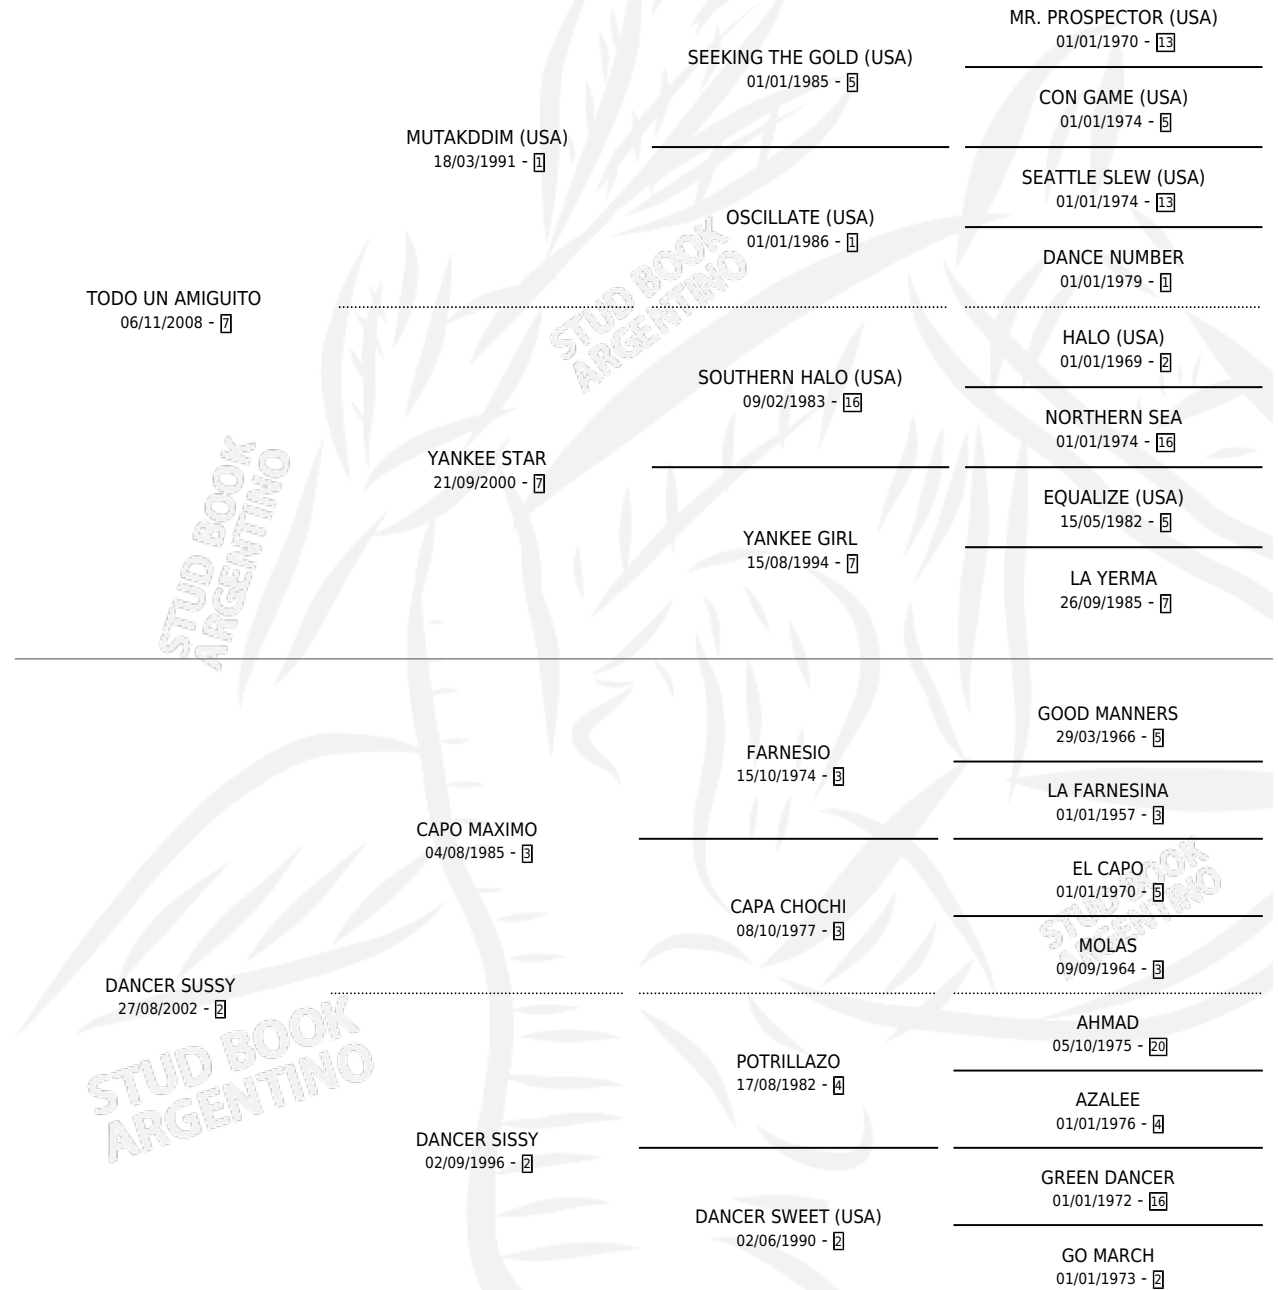 MR. PROSPECTOR (USA)
01/01/1970 - 13
SEEKING THE GOLD (USA)
01/01/1985 - 5
CON GAME (USA)
01/01/1974 - 5
MUTAKDDIM (USA)
18/03/1991 - 1
SEATTLE SLEW (USA)
01/01/1974 - 13
OSCILLATE (USA)
01/01/1986 - 1
DANCE NUMBER
01/01/1979 - 1
TODO UN AMIGUITO
06/11/2008 - 7
HALO (USA)
01/01/1969 - 2
SOUTHERN HALO (USA)
09/02/1983 - 16
NORTHERN SEA
01/01/1974 - 16
YANKEE STAR
21/09/2000 - 7
EQUALIZE (USA)
15/05/1982 - 5
YANKEE GIRL
15/08/1994 - 7
LA YERMA
26/09/1985 - 7
GOOD MANNERS
29/03/1966 - 5
FARNESIO
15/10/1974 - 3
LA FARNESINA
01/01/1957 - 3
CAPO MAXIMO
04/08/1985 - 3
EL CAPO
01/01/1970 - 5
CAPA CHOCHI
08/10/1977 - 3
MOLAS
09/09/1964 - 3
DANCER SUSSY
27/08/2002 - 2
AHMAD
05/10/1975 - 20
POTRILLAZO
17/08/1982 - 4
AZALEE
01/01/1976 - 4
DANCER SISSY
02/09/1996 - 2
GREEN DANCER
01/01/1972 - 16
DANCER SWEET (USA)
02/06/1990 - 2
GO MARCH
01/01/1973 - 2
STUD BOOK
ARGENTINO
STUD BOOK
ARGENTINO
STUD BOOK
ARGENTINO
STUD BOOK
ARGENTINO